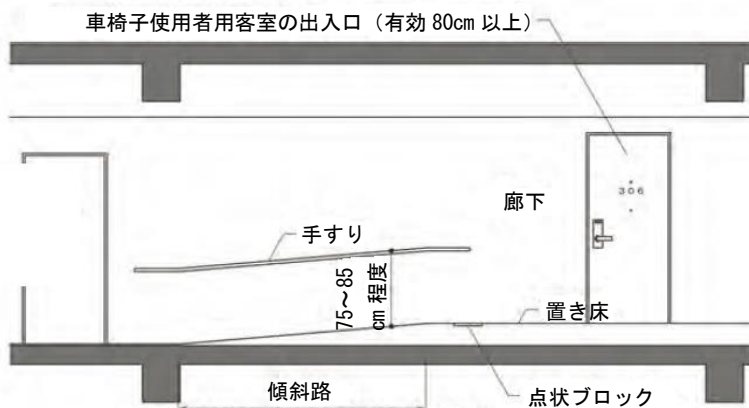 車椅子使用者用客室の出入口（有効 80cm 以上）
306
廊下
手すり
75～85
cm 程度
置き床
傾斜路
点状ブロック